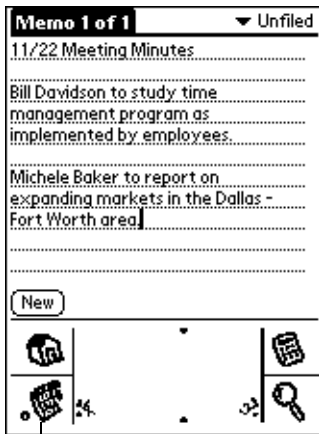 Memo 1 of 1
Unfiled
11/22 Meeting Minutes
Bill Davidson to study time
management program as
implemented by employees.
Michele Baker to report on
expanding markets in the Dallas -
Fort Worth area.
New